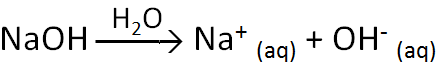 H₂O
NaOH ⟶ Na⁺ (aq) + OH⁻ (aq)